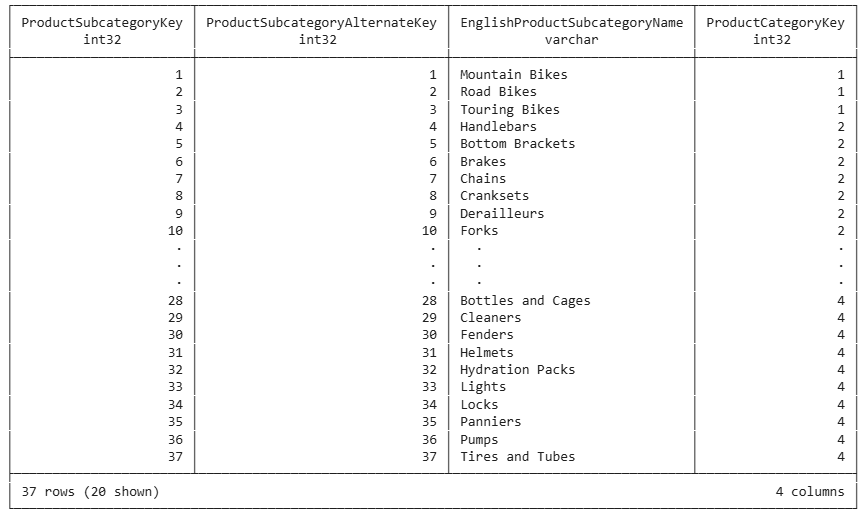 ProductSubcategoryKey ProductSubcategoryAlternateKey EnglishProductSubcategoryName ProductCategoryKey
int32 int32 varchar int32
1 1 Mountain Bikes 1
2 2 Road Bikes 1
3 3 Touring Bikes 1
4 4 Handlebars 2
5 5 Bottom Brackets 2
6 6 Brakes 2
7 7 Chains 2
8 8 Cranksets 2
9 9 Derailleurs 2
10 10 Forks 2
. . . .
. . . .
. . . .
28 28 Bottles and Cages 4
29 29 Cleaners 4
30 30 Fenders 4
31 31 Helmets 4
32 32 Hydration Packs 4
33 33 Lights 4
34 34 Locks 4
35 35 Panniers 4
36 36 Pumps 4
37 37 Tires and Tubes 4
37 rows (20 shown) 4 columns